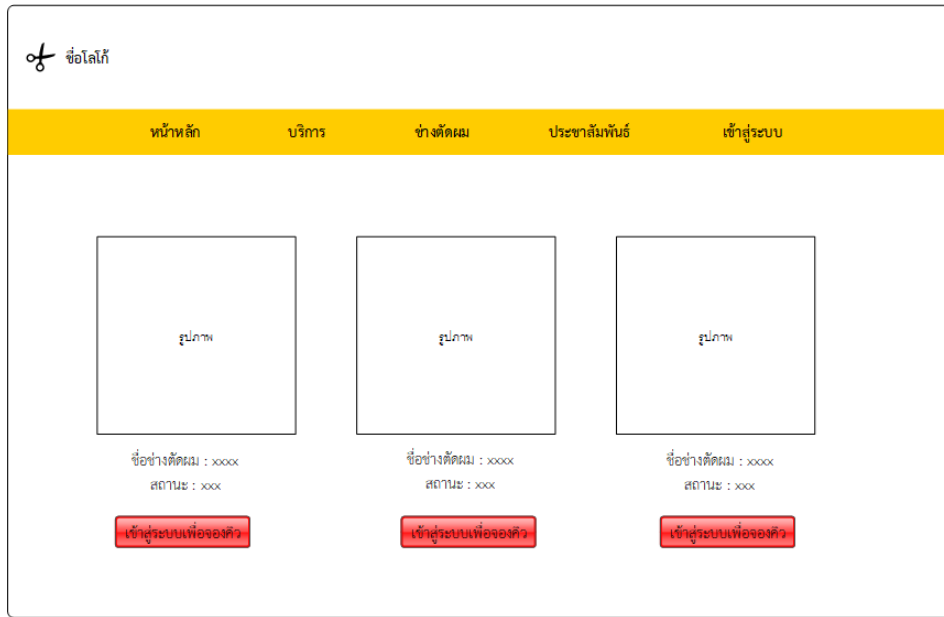 ชื่อโลโก้
หน้าหลัก บริการ ช่างตัดผม ประชาสัมพันธ์ เข้าสู่ระบบ
รูปภาพ รูปภาพ รูปภาพ
ชื่อช่างตัดผม : xxxx ชื่อช่างตัดผม : xxxx ชื่อช่างตัดผม : xxxx
สถานะ : xxx สถานะ : xxx สถานะ : xxx
เข้าสู่ระบบเพื่อจองคิว เข้าสู่ระบบเพื่อจองคิว เข้าสู่ระบบเพื่อจองคิว